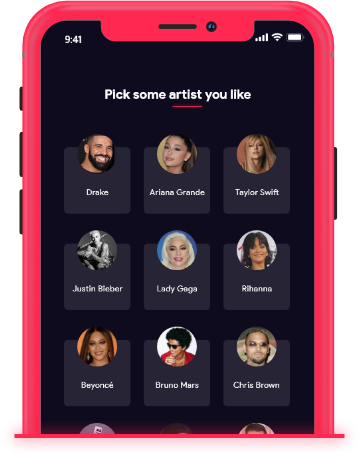 9:41
Pick some artist you like
Drake
Ariana Grande
Taylor Swift
Justin Bieber
Lady Gaga
Rihanna
Beyoncé
Bruno Mars
Chris Brown